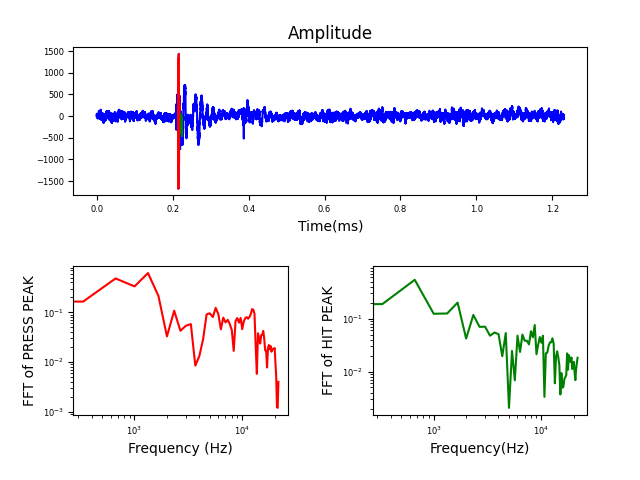 Amplitude
1500
1000
500
0
−500
−1000
−1500
0.0 0.2 0.4 0.6 0.8 1.0 1.2
Time(ms)
FFT of PRESS PEAK
10⁻¹
10⁻²
10⁻³
10³ 10⁴
Frequency (Hz)
FFT of HIT PEAK
10⁻¹
10⁻²
10³ 10⁴
Frequency(Hz)